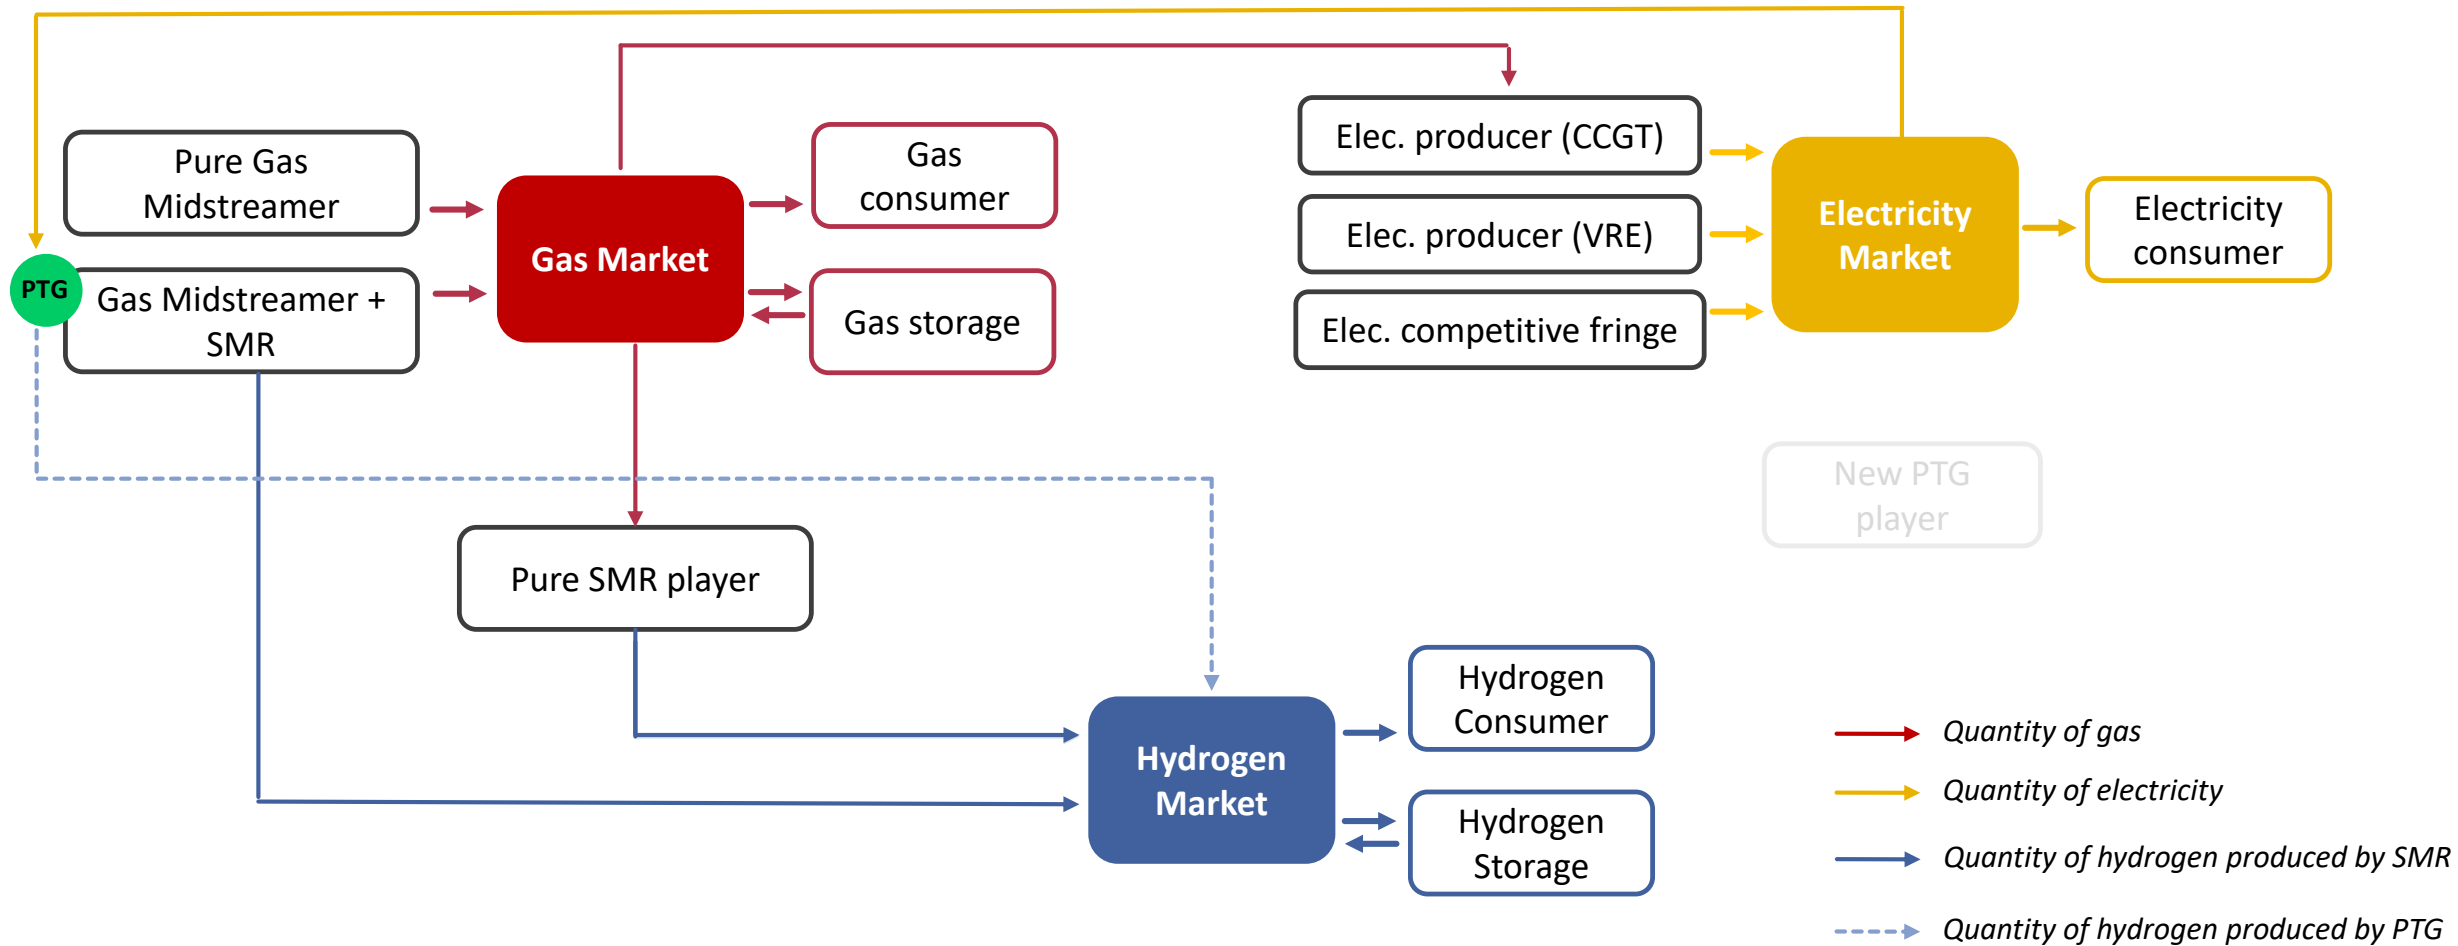 Pure Gas
Midstreamer
PTG
Gas Midstreamer +
SMR
Gas Market
Gas
consumer
Gas storage
Elec. producer (CCGT)
Elec. producer (VRE)
Elec. competitive fringe
Electricity
Market
Electricity
consumer
New PTG
player
Pure SMR player
Hydrogen
Market
Hydrogen
Consumer
Hydrogen
Storage
Quantity of gas
Quantity of electricity
Quantity of hydrogen produced by SMR
Quantity of hydrogen produced by PTG